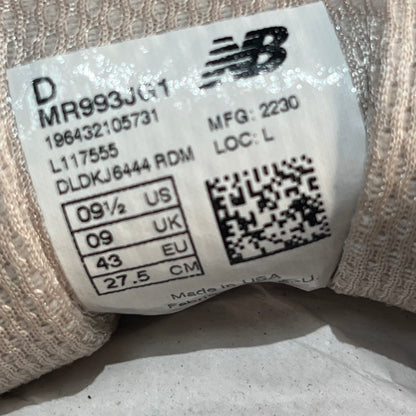 D
NB
MR993JG1
196432105731
L117555
DLDKJ6444 RDM
MFG: 2230
LOC: L
09½ US
09 UK
43 EU
27.5 CM
Made in USA